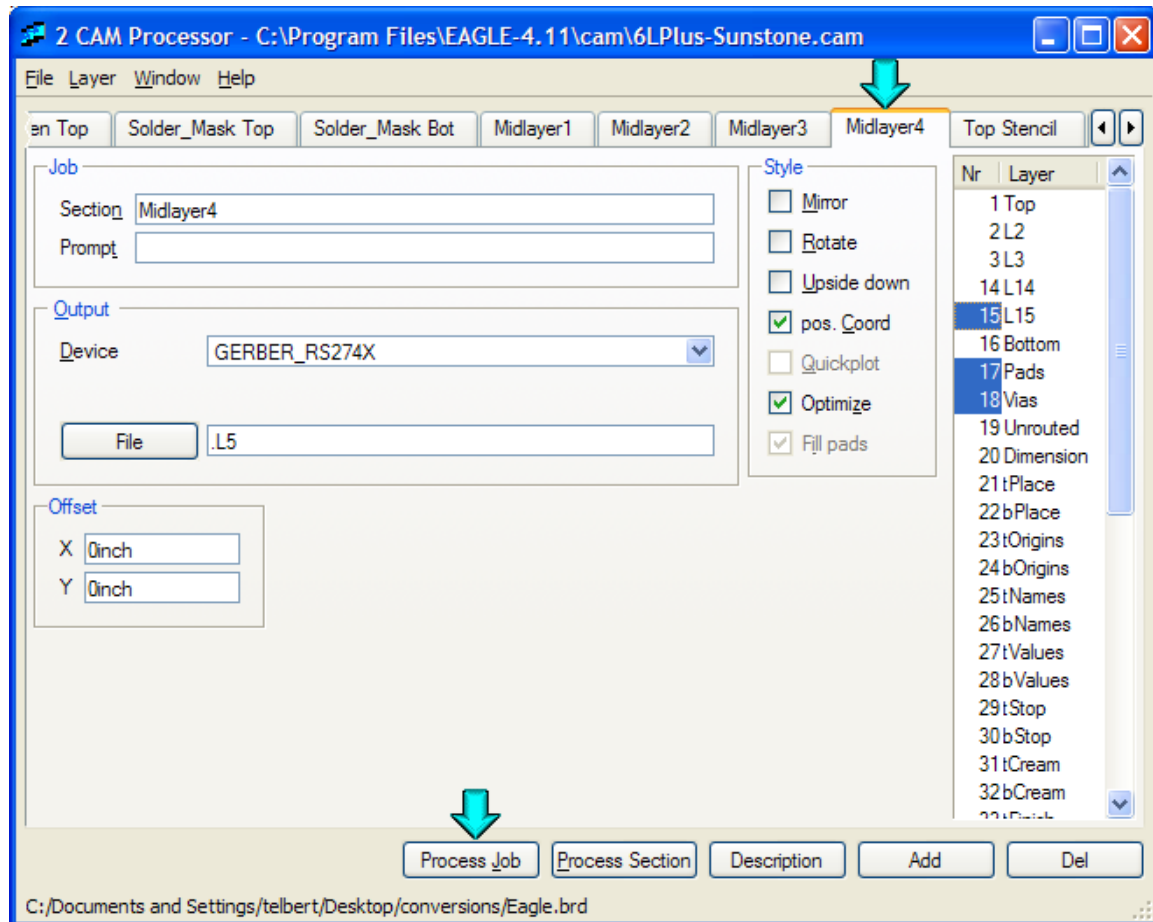 2 CAM Processor - C:\Program Files\EAGLE-4.11\cam\6LPlus-Sunstone.cam
File Layer Window Help
en Top Solder_Mask Top Solder_Mask Bot Midlayer1 Midlayer2 Midlayer3 Midlayer4 Top Stencil
Job
Section Midlayer4
Prompt
Output
Device GERBER_RS274X
File .L5
Offset
X 0inch
Y 0inch
Style
Mirror
Rotate
Upside down
pos. Coord
Quickplot
Optimize
Fill pads
Nr Layer
1 Top
2 L2
3 L3
14 L14
15 L15
16 Bottom
17 Pads
18 Vias
19 Unrouted
20 Dimension
21 tPlace
22 bPlace
23 tOrigins
24 bOrigins
25 tNames
26 bNames
27 tValues
28 bValues
29 tStop
30 bStop
31 tCream
32 bCream
Process Job Process Section Description Add Del
C:/Documents and Settings/telbert/Desktop/conversions/Eagle.brd